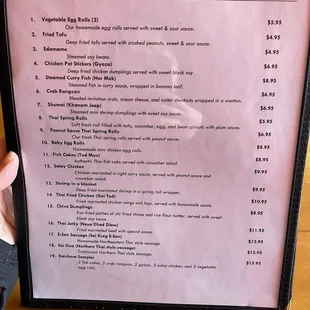 1. Vegetable Egg Rolls (3) $5.95
Our homemade egg rolls served with sweet & sour sauce.
2. Fried Tofu $4.95
Deep fried tofu served with crushed peanuts, sweet & sour sauce.
3. Edamame $4.95
Steamed soy beans.
4. Chicken Pot Stickers (Gyoza) $6.95
Deep fried chicken dumplings served with sweet black soy
5. Steamed Curry Fish (Hor Mok) $8.95
Steamed fish in curry sauce, wrapped in banana leaf.
6. Crab Rangoon $6.95
Blended imitation crab, cream cheese, and water chestnuts wrapped in a wonton.
7. Shumai (Khanom Jeep) $6.95
Steamed mini shrimp dumplings with sweet soy sauce.
8. Thai Spring Rolls $5.95
Soft fresh roll filled with tofu, cucumber, egg, and bean sprouts with plum sauce.
9. Peanut Sauce Thai Spring Rolls $6.95
Our fresh Thai spring rolls served with peanut sauce.
10. Baby Egg Rolls $8.95
Homemade mini chicken egg rolls.
11. Fish Cakes (Tod Mun) $8.95
Authentic Thai fish cake served with cucumber salad.
12. Satay Chicken $9.95
Chicken marinated in light curry sauce, served with peanut sauce and
cucumber salad.
13. Shrimp in a blanket $9.95
Deep fried marinated shrimp in a spring roll wrapper.
14. Thai Fried Chicken (Gai Tod) $10.95
Fried marinated chicken wings and legs, served with homemade sauce.
15. Chive Dumplings $8.95
Pan fried patties of stir fried chives and rice flour batter, served with sweet
black soy sauce.
16. Thai Jerky (Neua Dded Diew) $11.95
Fried marinated beef with special sauce.
17. E-San Sausage (Sai Krog E-San) $12.95
Homemade Northeastern Thai style sausage.
18. Sai Oua (Northern Thai style sausage) $12.95
Traditional Northern Thai style sausage.
19. Rainbow Sampler $15.95
2 fish cakes, 2 crab rangoon, 2 gyoza, 2 satay chicken, and 2 vegetable
egg rolls.